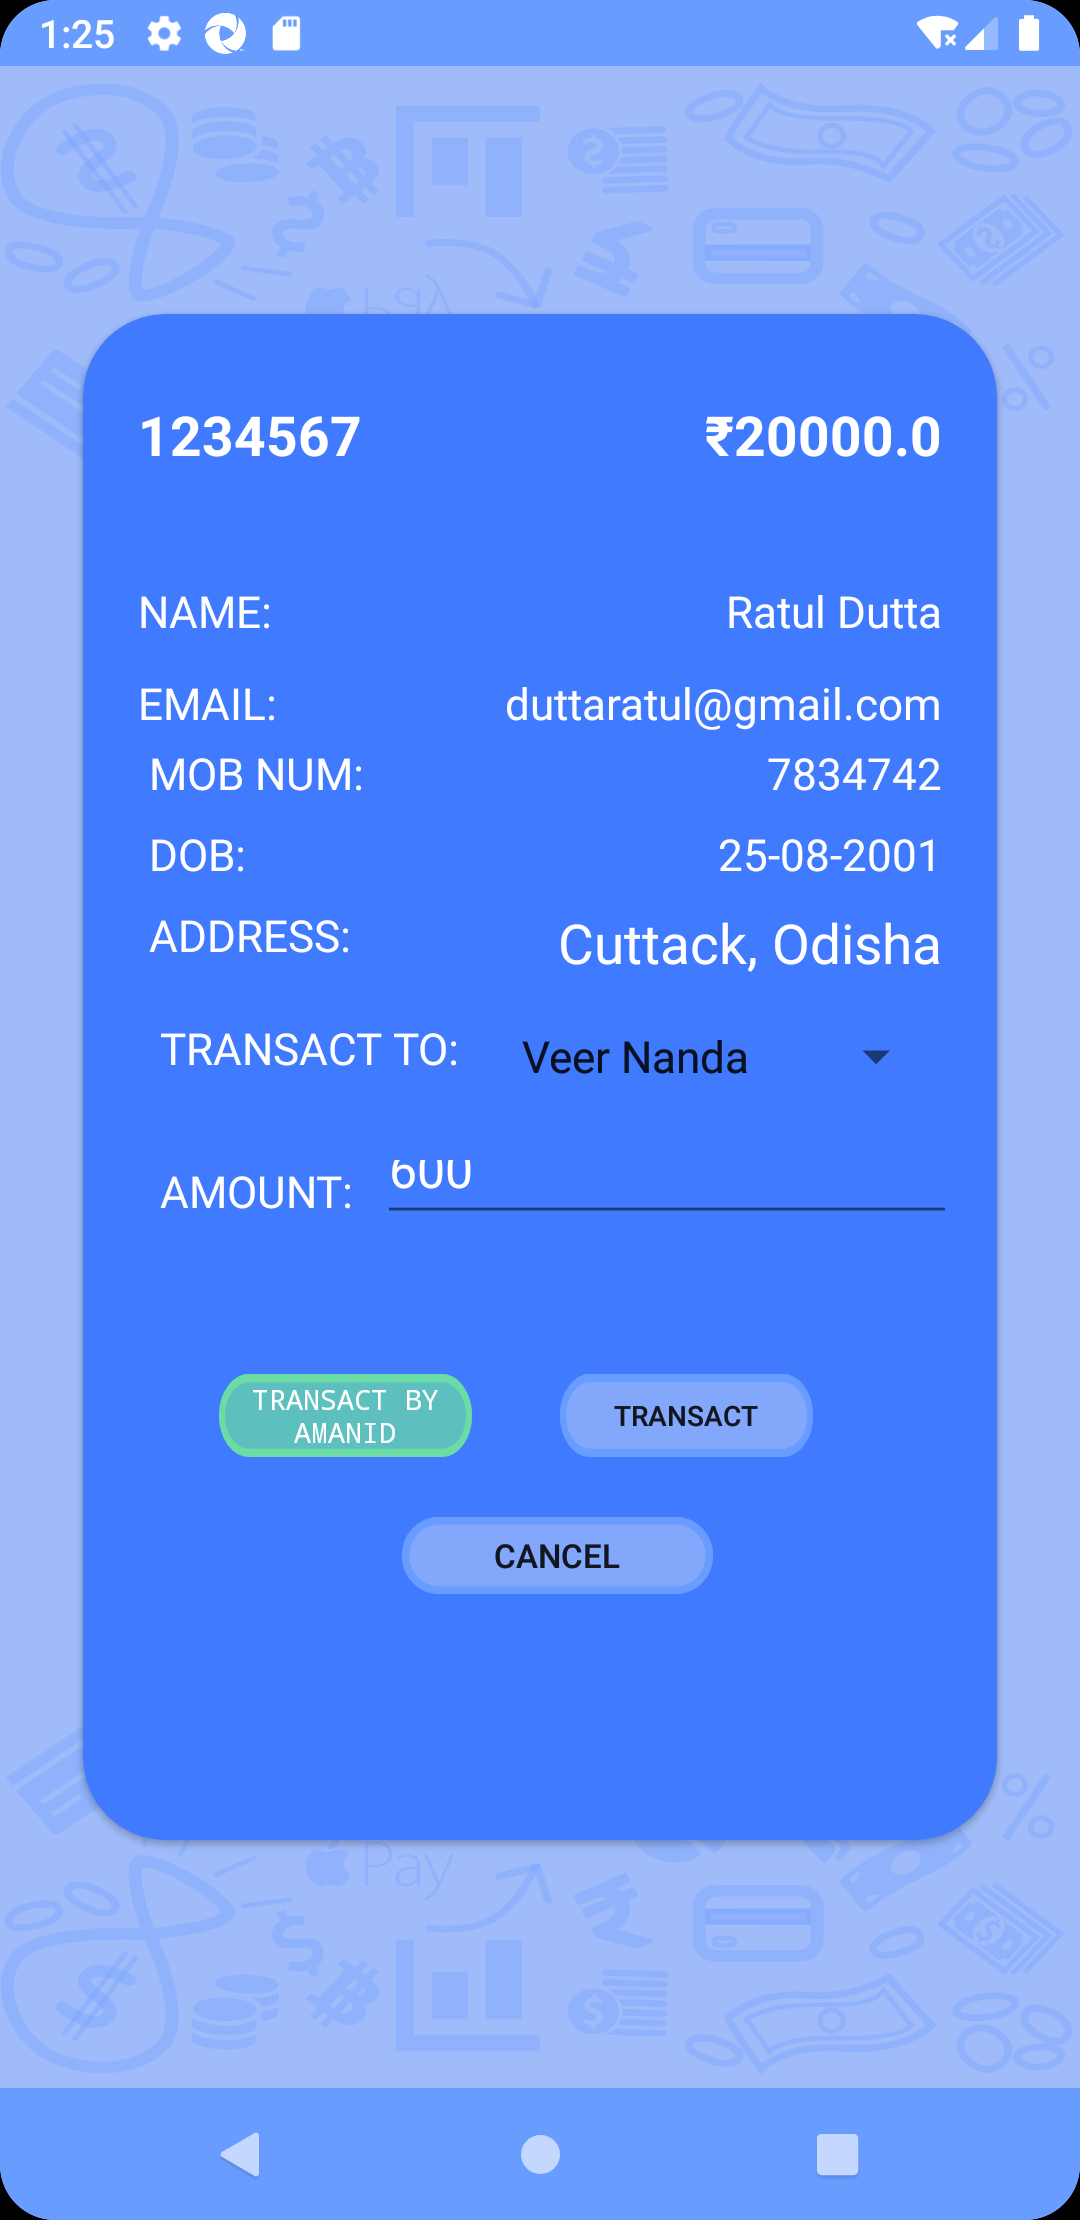 1:25
1234567 ₹20000.0
NAME: Ratul Dutta
EMAIL: duttaratul@gmail.com
MOB NUM: 7834742
DOB: 25-08-2001
ADDRESS: Cuttack, Odisha
TRANSACT TO: Veer Nanda
AMOUNT: 600
TRANSACT BY
AMANID
TRANSACT
CANCEL
Pay